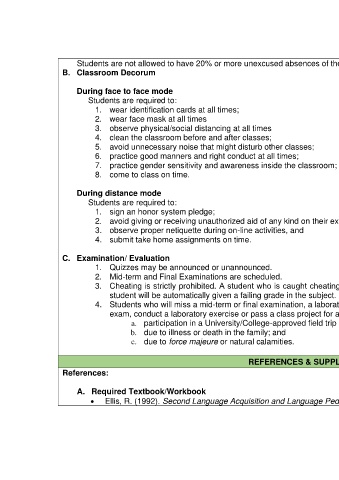 Students are not allowed to have 20% or more unexcused absences of the
B. Classroom Decorum
During face to face mode
Students are required to:
1. wear identification cards at all times;
2. wear face mask at all times
3. observe physical/social distancing at all times
4. clean the classroom before and after classes;
5. avoid unnecessary noise that might disturb other classes;
6. practice good manners and right conduct at all times;
7. practice gender sensitivity and awareness inside the classroom;
8. come to class on time.
During distance mode
Students are required to:
1. sign an honor system pledge;
2. avoid giving or receiving unauthorized aid of any kind on their ex
3. observe proper netiquette during on-line activities, and
4. submit take home assignments on time.
C. Examination/ Evaluation
1. Quizzes may be announced or unannounced.
2. Mid-term and Final Examinations are scheduled.
3. Cheating is strictly prohibited. A student who is caught cheating
student will be automatically given a failing grade in the subject.
4. Students who will miss a mid-term or final examination, a laborat
exam, conduct a laboratory exercise or pass a class project for a
a. participation in a University/College-approved field trip
b. due to illness or death in the family; and
c. due to force majeure or natural calamities.
REFERENCES & SUPPL
References:
A. Required Textbook/Workbook
• Ellis, R. (1992). Second Language Acquisition and Language Ped